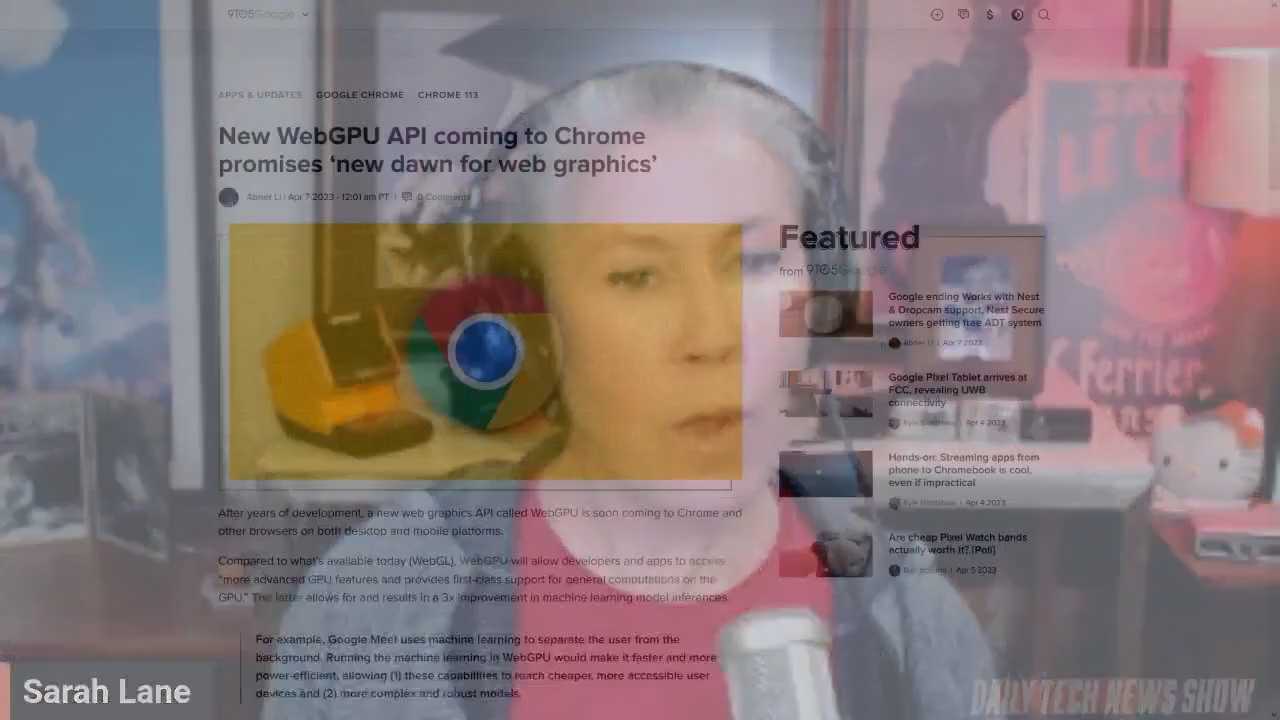 9TO5Google
APPS & UPDATES GOOGLE CHROME CHROME 113
New WebGPU API coming to Chrome
promises ‘new dawn for web graphics’
Abner Li | Apr 7 2023 - 12:01 am PT | 0 Comments
Featured
from 9TO5Google
Google ending Works with Nest
& Dropcam support, Nest Secure
owners getting free ADT system
Abner Li | Apr 7 2023
Google Pixel Tablet arrives at
FCC, revealing UWB
connectivity
Apr 4 2023
Hands-on: Streaming apps from
phone to Chromebook is cool,
even if impractical
Apr 4 2023
Are cheap Pixel Watch bands
actually worth it? [Poll]
Apr 5 2023
After years of development, a new web graphics API called WebGPU is soon coming to Chrome and
other browsers on both desktop and mobile platforms.
Compared to what’s available today (WebGL), WebGPU will allow developers and apps to access
“more advanced GPU features and provides first-class support for general computations on the
GPU.” The latter allows for and results in a 3x improvement in machine learning model inferences.
For example, Google Meet uses machine learning to separate the user from the
background. Running the machine learning in WebGPU would make it faster and more
power-efficient, allowing (1) these capabilities to reach cheaper, more accessible user
devices and (2) more complex and robust models.
Ferrier
Sarah Lane
DAILY TECH NEWS SHOW